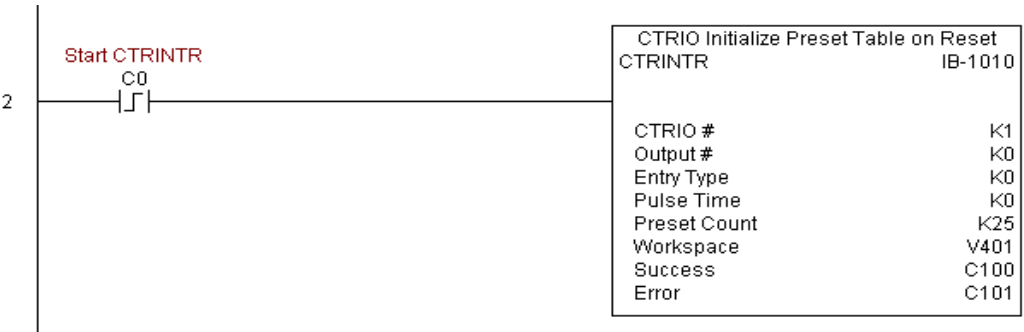 Start CTRINTR
C0
2
CTRIO Initialize Preset Table on Reset
CTRINTR IB-1010
CTRIO # K1
Output # K0
Entry Type K0
Pulse Time K0
Preset Count K25
Workspace V401
Success C100
Error C101